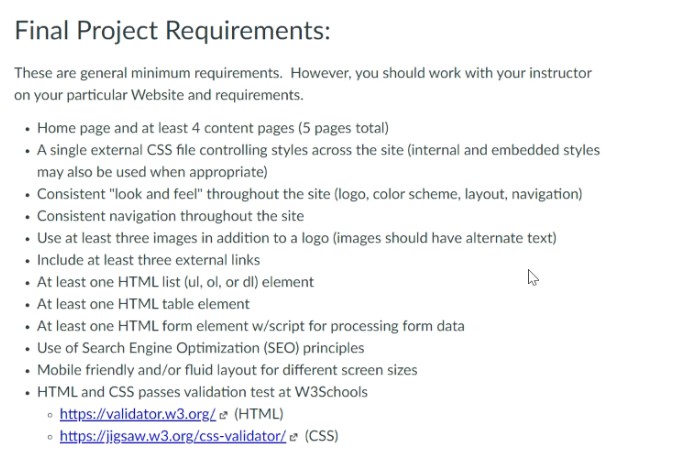 Final Project Requirements:
These are general minimum requirements.  However, you should work with your instructor
on your particular Website and requirements.
• Home page and at least 4 content pages (5 pages total)
• A single external CSS file controlling styles across the site (internal and embedded styles
may also be used when appropriate)
• Consistent "look and feel" throughout the site (logo, color scheme, layout, navigation)
• Consistent navigation throughout the site
• Use at least three images in addition to a logo (images should have alternate text)
• Include at least three external links
• At least one HTML list (ul, ol, or dl) element
• At least one HTML table element
• At least one HTML form element w/script for processing form data
• Use of Search Engine Optimization (SEO) principles
• Mobile friendly and/or fluid layout for different screen sizes
• HTML and CSS passes validation test at W3Schools
◦ https://validator.w3.org/ (HTML)
◦ https://jigsaw.w3.org/css-validator/ (CSS)